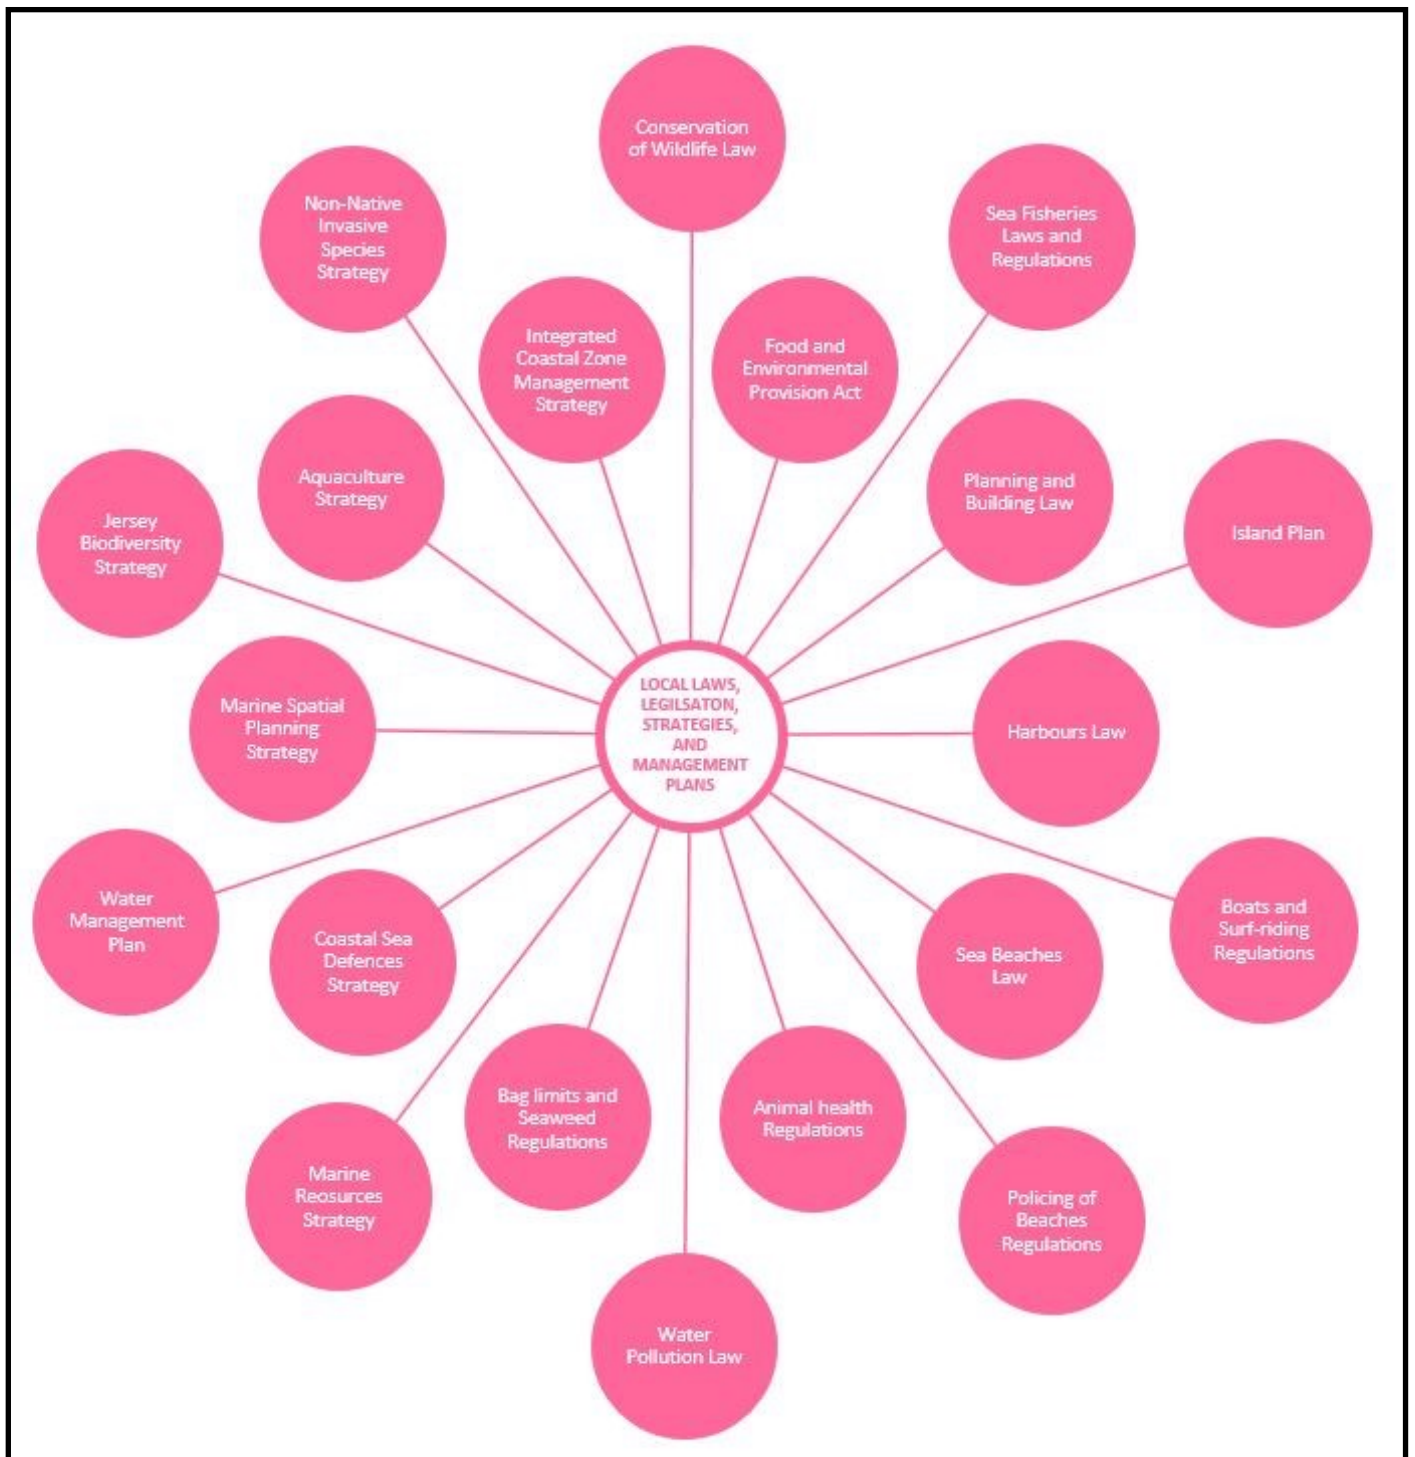 Conservation
of Wildlife Law
Non-Native
Invasive
Species
Strategy
Sea Fisheries
Laws and
Regulations
Integrated
Coastal Zone
Management
Strategy
Food and
Environmental
Provision Act
Aquaculture
Strategy
Planning and
Building Law
Jersey
Biodiversity
Strategy
Island Plan
LOCAL LAWS,
LEGILSATON,
STRATEGIES,
AND
MANAGEMENT
PLANS
Marine Spatial
Planning
Strategy
Harbours Law
Water
Management
Plan
Boats and
Surf-riding
Regulations
Coastal Sea
Defences
Strategy
Sea Beaches
Law
Bag limits and
Seaweed
Regulations
Animal health
Regulations
Marine
Reosurces
Strategy
Policing of
Beaches
Regulations
Water
Pollution Law